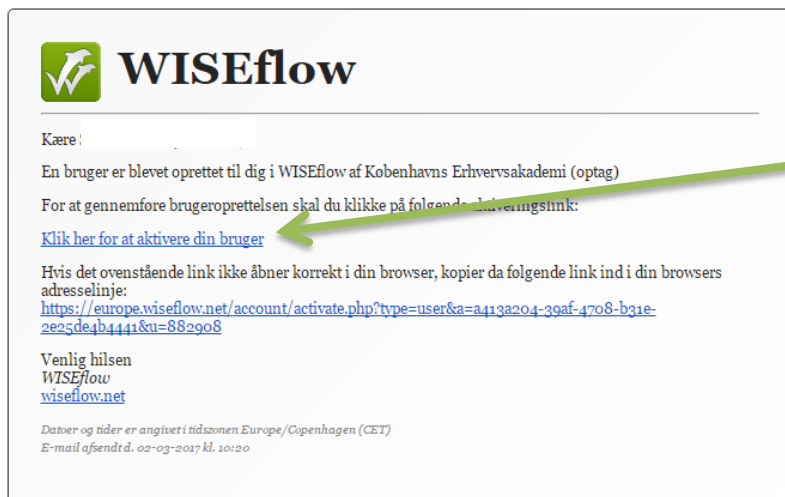 WISEflow
Kære
En bruger er blevet oprettet til dig i WISEflow af Københavns Erhvervsakademi (optag)
For at gennemføre brugeroprettelsen skal du klikke på følgende aktiveringslink:
Klik her for at aktivere din bruger
Hvis det ovenstående link ikke åbner korrekt i din browser, kopier da følgende link ind i din browsers
adresselinje:
https://europe.wiseflow.net/account/activate.php?type=user&a=a413a204-39af-4708-b31e-
2e25de4b4441&u=882908
Venlig hilsen
WISEflow
wiseflow.net
Datoer og tider er angivet i tidszonen Europe/Copenhagen (CET)
E-mail afsendt d. 02-03-2017 kl. 10:20